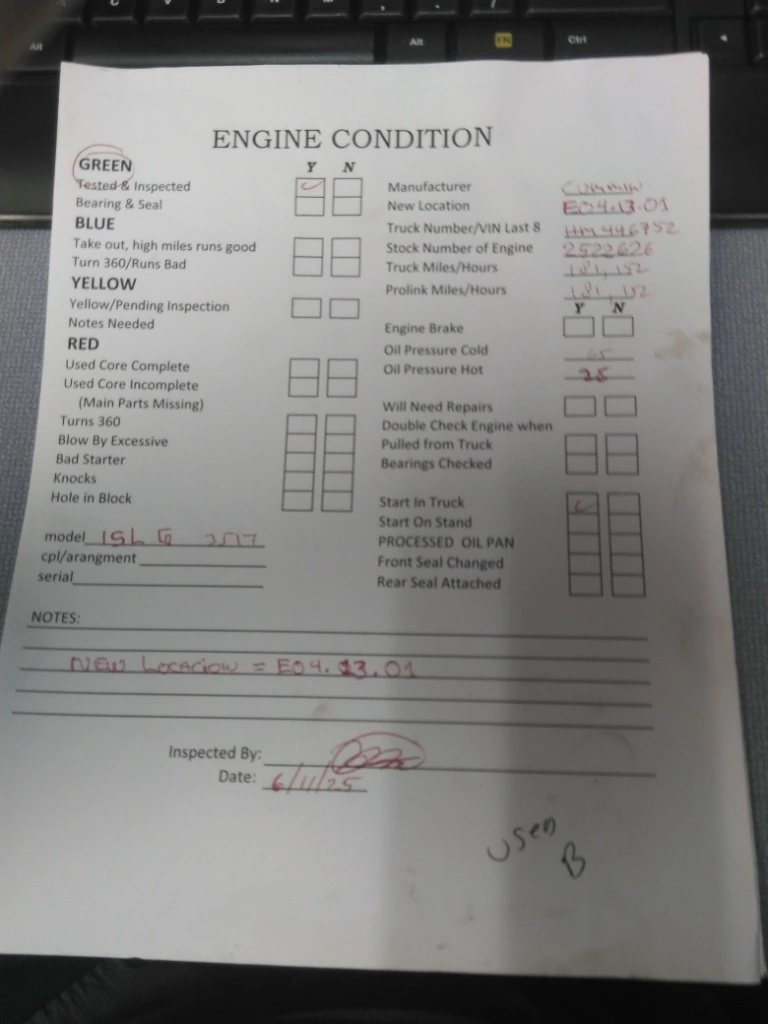 ENGINE CONDITION
GREEN Y N
Tested & Inspected
Bearing & Seal
BLUE
Take out, high miles runs good
Turn 360/Runs Bad
YELLOW
Yellow/Pending Inspection
Notes Needed
RED
Used Core Complete
Used Core Incomplete
(Main Parts Missing)
Turns 360
Blow By Excessive
Bad Starter
Knocks
Hole in Block
model ISL G
cpl/arangment
serial
Manufacturer CUMMIN
New Location E04.13.01
Truck Number/VIN Last 8 HM446752
Stock Number of Engine 2522626
Truck Miles/Hours 181,152
Prolink Miles/Hours 181,152
Y N
Engine Brake
Oil Pressure Cold
Oil Pressure Hot 25
Will Need Repairs
Double Check Engine when
Pulled from Truck
Bearings Checked
Start In Truck
Start On Stand
PROCESSED OIL PAN
Front Seal Changed
Rear Seal Attached
NOTES:
NEW LOCATION = E04.13.01
Inspected By:
Date: 6/11/25
USED
B
Alt
Alt
FN
Ctrl